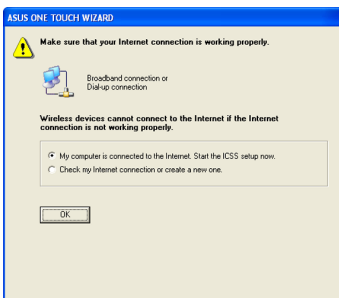 ASUS ONE TOUCH WIZARD
Make sure that your Internet connection is working properly.
Broadband connection or
Dial-up connection
Wireless devices cannot connect to the Internet if the Internet
connection is not working properly.
My computer is connected to the Internet. Start the ICSS setup now.
Check my Internet connection or create a new one.
OK